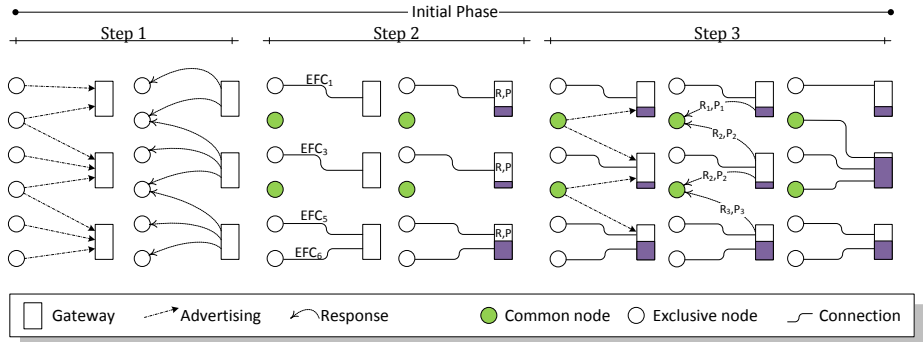 Initial Phase
Step 1
Step 2
Step 3
EFC1
EFC3
EFC5
EFC6
R,P
R,P
R,P
R1,P1
R2,P2
R2,P2
R3,P3
Gateway
Advertising
Response
Common node
Exclusive node
Connection